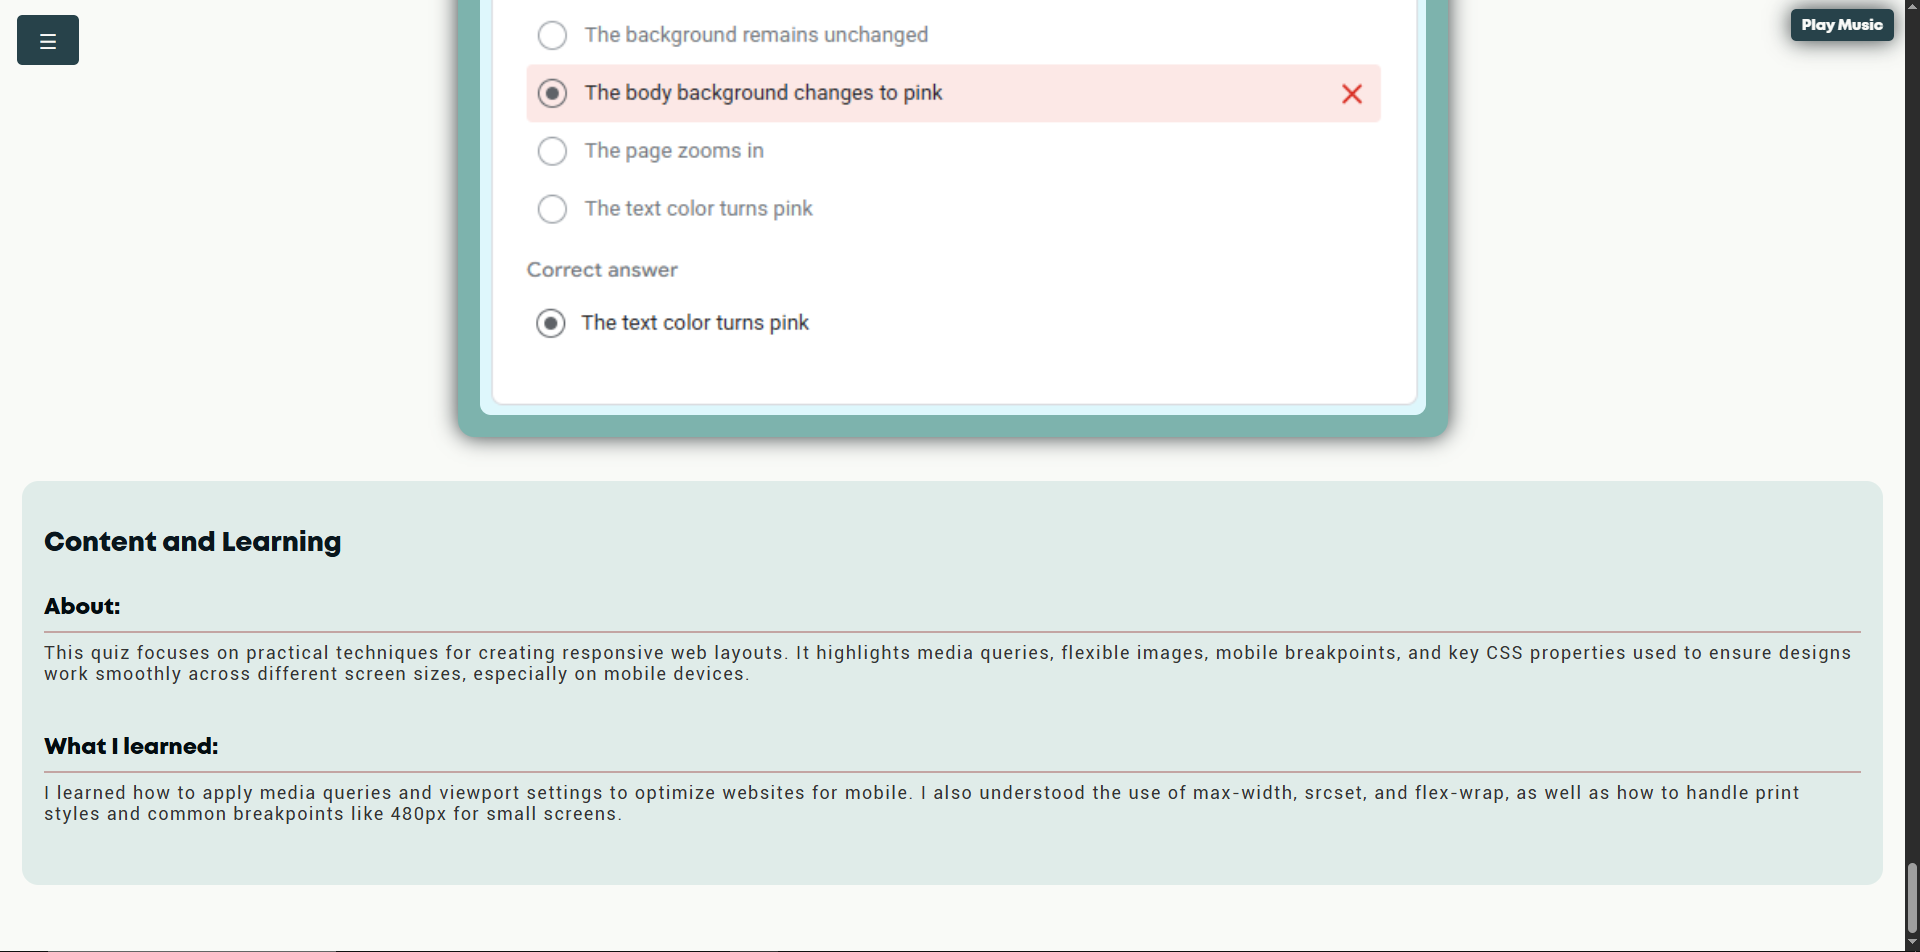 ☰
Play Music
The background remains unchanged
The body background changes to pink
The page zooms in
The text color turns pink
Correct answer
The text color turns pink
Content and Learning
About:
This quiz focuses on practical techniques for creating responsive web layouts. It highlights media queries, flexible images, mobile breakpoints, and key CSS properties used to ensure designs
work smoothly across different screen sizes, especially on mobile devices.
What I learned:
I learned how to apply media queries and viewport settings to optimize websites for mobile. I also understood the use of max-width, srcset, and flex-wrap, as well as how to handle print
styles and common breakpoints like 480px for small screens.